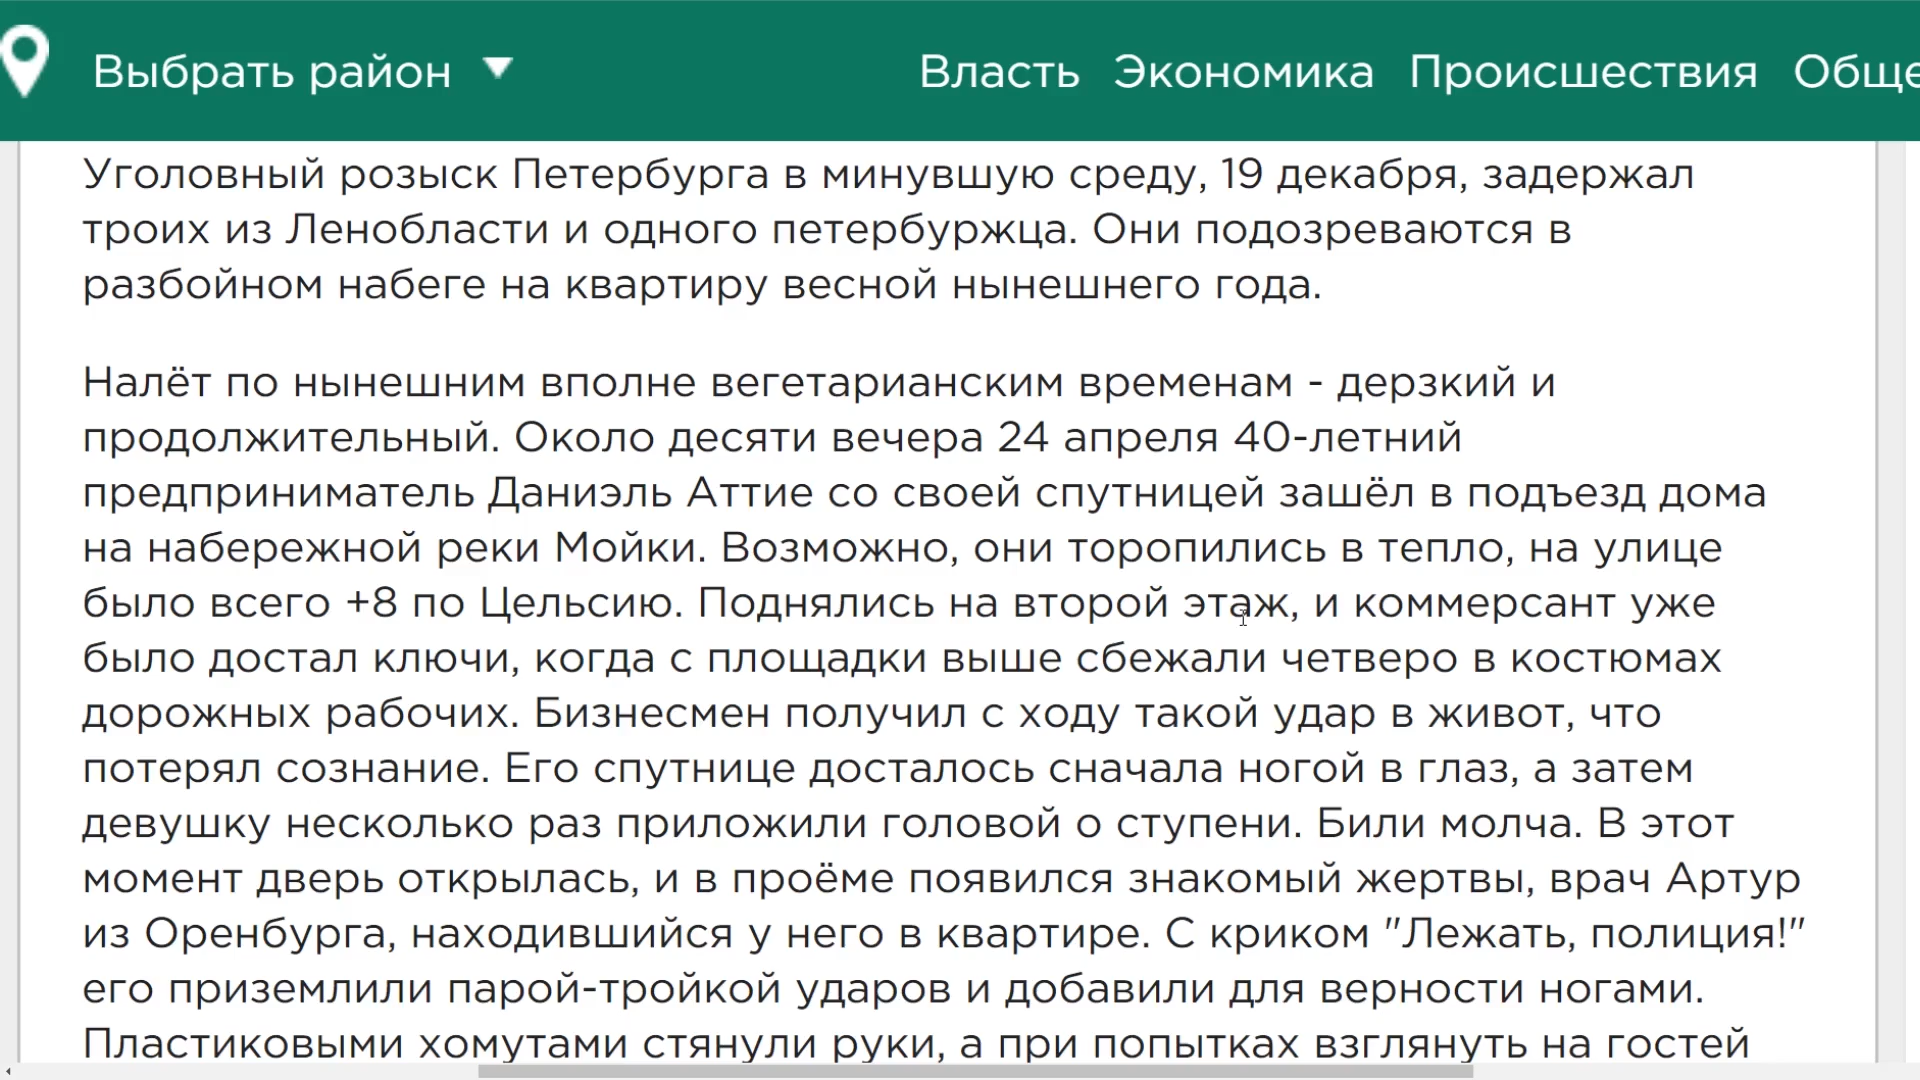 Выбрать район
Власть Экономика Происшествия Обще
Уголовный розыск Петербурга в минувшую среду, 19 декабря, задержал
троих из Ленобласти и одного петербуржца. Они подозреваются в
разбойном набеге на квартиру весной нынешнего года.
Налёт по нынешним вполне вегетарианским временам - дерзкий и
продолжительный. Около десяти вечера 24 апреля 40-летний
предприниматель Даниэль Аттие со своей спутницей зашёл в подъезд дома
на набережной реки Мойки. Возможно, они торопились в тепло, на улице
было всего +8 по Цельсию. Поднялись на второй этаж, и коммерсант уже
было достал ключи, когда с площадки выше сбежали четверо в костюмах
дорожных рабочих. Бизнесмен получил с ходу такой удар в живот, что
потерял сознание. Его спутнице досталось сначала ногой в глаз, а затем
девушку несколько раз приложили головой о ступени. Били молча. В этот
момент дверь открылась, и в проёме появился знакомый жертвы, врач Артур
из Оренбурга, находившийся у него в квартире. С криком "Лежать, полиция!"
его приземлили парой-тройкой ударов и добавили для верности ногами.
Пластиковыми хомутами стянули руки, а при попытках взглянуть на гостей